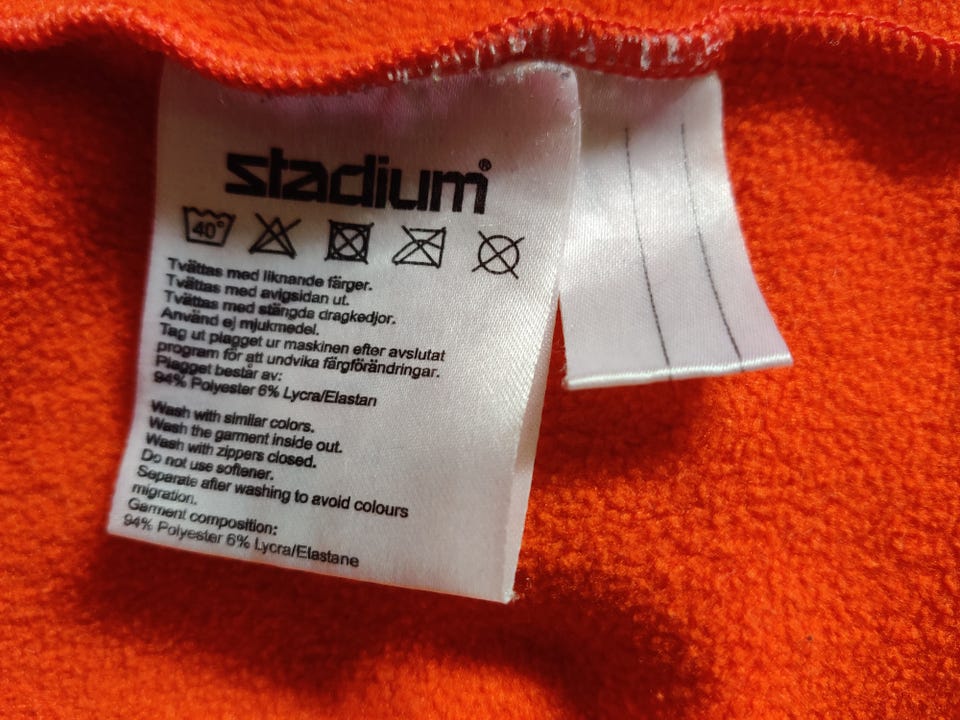 stadium®
40°
Tvättas med liknande färger.
Tvättas med avigsidan ut.
Tvättas med stängda dragkedjor.
Använd ej mjukmedel.
Tag ut plagget ur maskinen efter avslutat
program för att undvika färgförändringar.
Plagget består av:
94% Polyester 6% Lycra/Elastan
Wash with similar colors.
Wash the garment inside out.
Wash with zippers closed.
Do not use softener.
Separate after washing to avoid colours
migration.
Garment composition:
94% Polyester 6% Lycra/Elastane